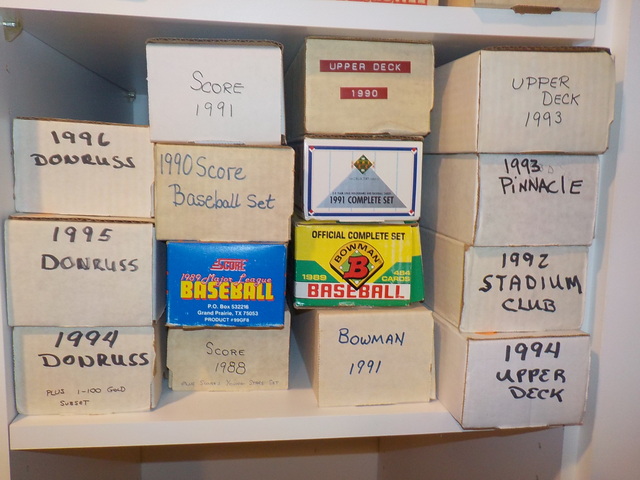 1996
DONRUSS
1995
DONRUSS
1994
DONRUSS
PLUS 1-100 GOLD
SUBSET
SCORE
1991
1990 Score
Baseball Set
SCORE
1989 Major League
BASEBALL
P.O. Box 532216
Grand Prairie, TX 75053
PRODUCT
SCORE
1988
UPPER DECK
1990
1991 COMPLETE SET
OFFICIAL COMPLETE SET
BOWMAN
B
1989
484
CARDS
BASEBALL
BOWMAN
1991
UPPER
DECK
1993
1993
PINNACLE
1992
STADIUM
CLUB
1994
UPPER
DECK